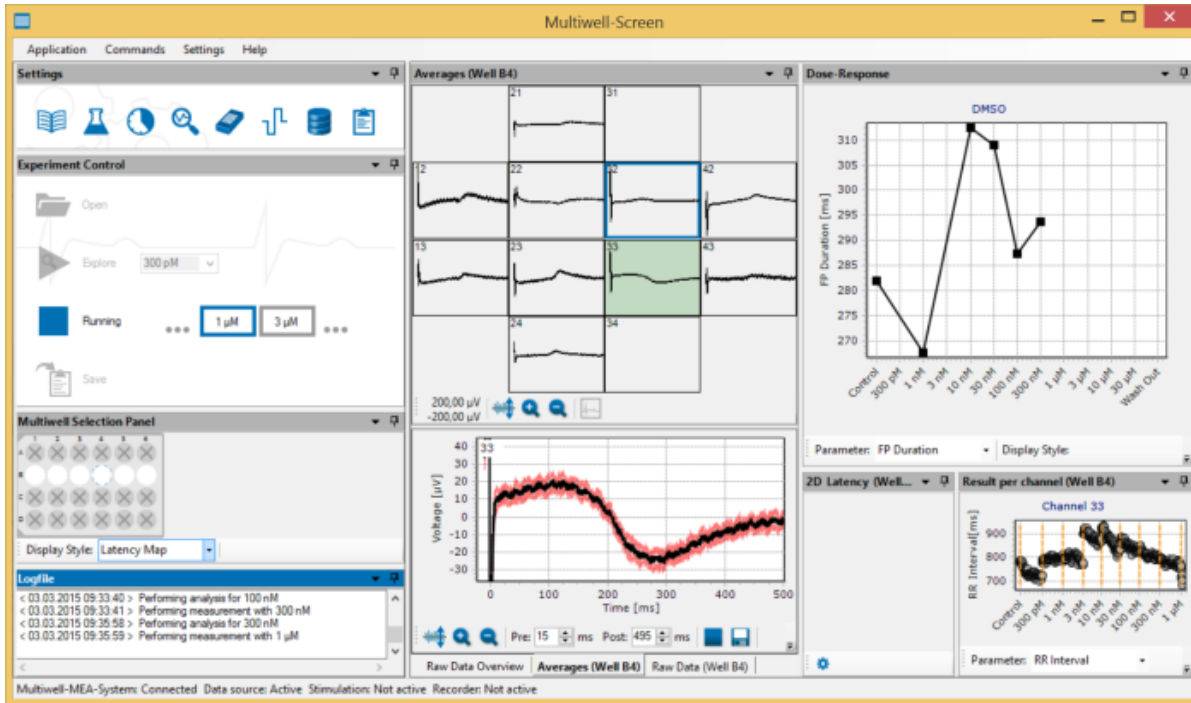 Multiwell-Screen
Application Commands Settings Help
Settings
Experiment Control
Open
Explore 300 pM
Running 1 µM 3 µM
Save
Multiwell Selection Panel
1 2 3 4 5 6
A
B
C
D
Display Style: Latency Map
Logfile
< 03.03.2015 09:33:40 > Performing analysis for 100 nM
< 03.03.2015 09:33:41 > Performing measurement with 300 nM
< 03.03.2015 09:35:58 > Performing analysis for 300 nM
< 03.03.2015 09:35:59 > Performing measurement with 1 µM
Averages (Well B4)
21 31
12 22 32 42
13 23 33 43
24 34
200,00 µV
-200,00 µV
33
Voltage [µV]
40
30
20
10
0
-10
-20
-30
0 100 200 300 400 500
Time [ms]
Pre: 15 ms Post: 495 ms
Raw Data Overview Averages (Well B4) Raw Data (Well B4)
Dose-Response
DMSO
FP Duration [ms]
310
305
300
295
290
285
280
275
270
Control 300 pM 1 nM 3 nM 10 nM 30 nM 100 nM 300 nM 1 µM 3 µM 10 µM 30 µM Wash Out
Parameter: FP Duration Display Style:
2D Latency (Well...
Result per channel (Well B4)
Channel 33
RR Interval[ms]
900
800
700
Control 300 pM 1 nM 3 nM 10 nM 30 nM 100 nM 300 nM 1 µM
Parameter: RR Interval
Multiwell-MEA-System: Connected Data source: Active Stimulation: Not active Recorder: Not active